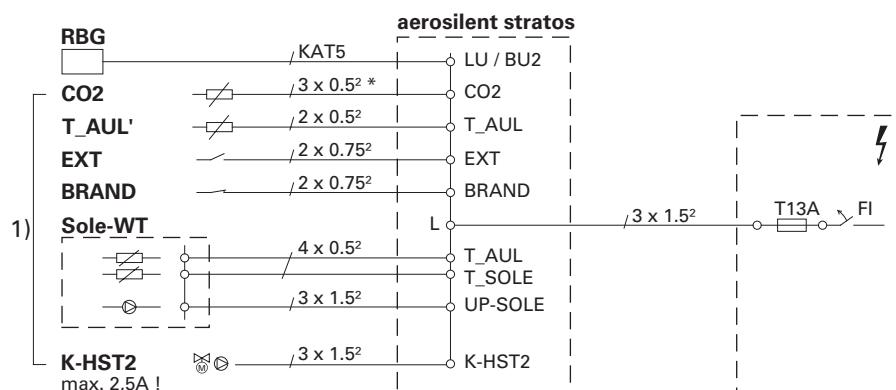 aerosilent stratos
RBG KAT5 LU / BU2
CO2 3 x 0.5² * CO2
T_AUL' 2 x 0.5² T_AUL
EXT 2 x 0.75² EXT
BRAND 2 x 0.75² BRAND
1) Sole-WT L 3 x 1.5² T13A FI
4 x 0.5² T_AUL
T_SOLE
3 x 1.5² UP-SOLE
K-HST2 M 3 x 1.5² K-HST2
max. 2,5A !